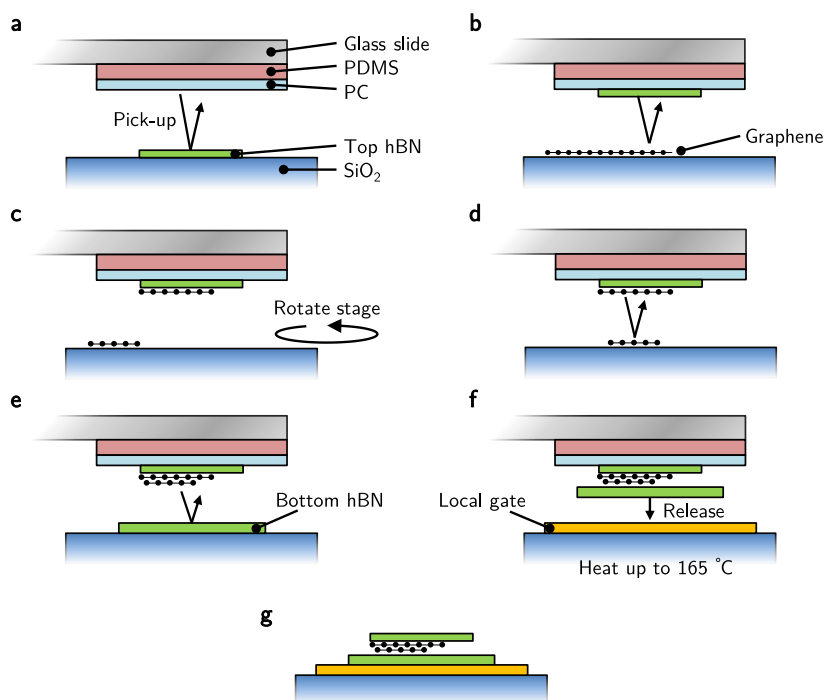 a
Glass slide
PDMS
PC
Pick-up
Top hBN
SiO₂
b
Graphene
c
Rotate stage
d
e
Bottom hBN
f
Local gate
Release
Heat up to 165 °C
g